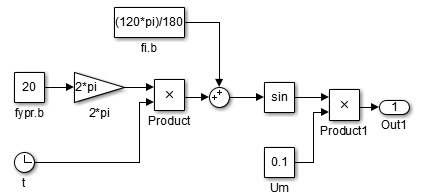 (120*pi)/180
fi.b
20
fypr.b
2*pi
2*pi
×
Product
++
sin
×
Product1
1
Out1
t
0.1
Um